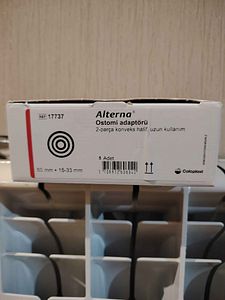 REF 17737
Alterna®
Ostomi adaptörü
2-parça konveks hafif, uzun kullanım
5 Adet
60 mm • 15-33 mm
Coloplast